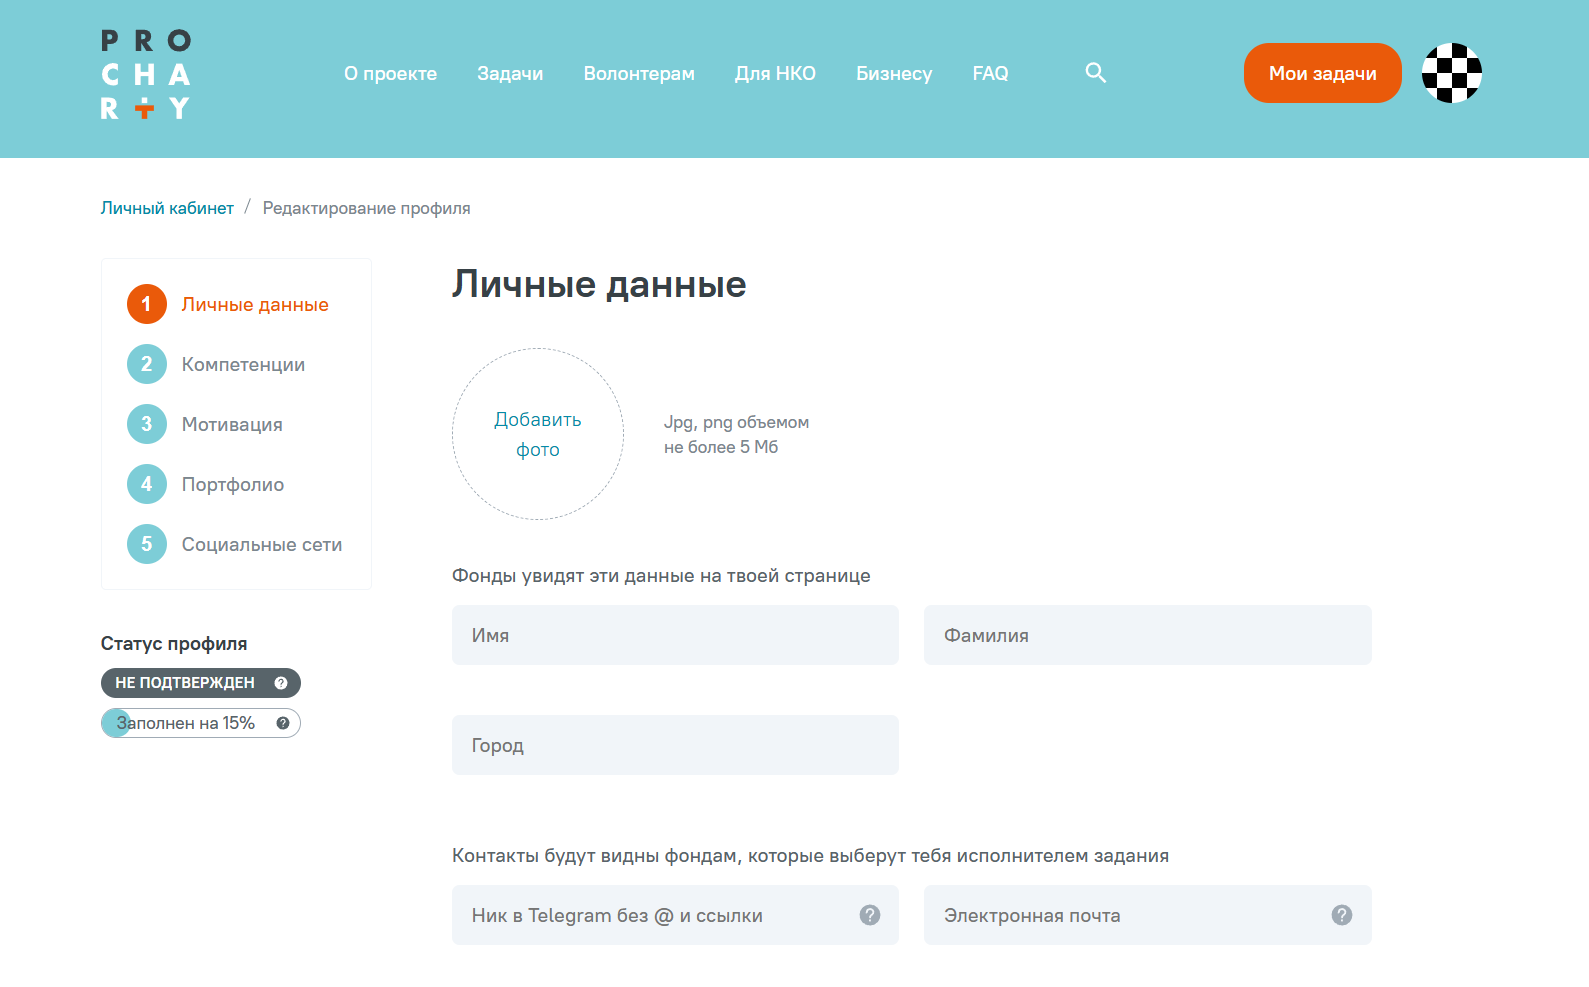 PRO
CHA
RITY
О проекте
Задачи
Волонтерам
Для НКО
Бизнесу
FAQ
Мои задачи
Личный кабинет / Редактирование профиля
1 Личные данные
2 Компетенции
3 Мотивация
4 Портфолио
5 Социальные сети
Статус профиля
НЕ ПОДТВЕРЖДЕН ?
Заполнен на 15% ?
Личные данные
Добавить
фото
Jpg, png объемом
не более 5 Мб
Фонды увидят эти данные на твоей странице
Имя
Фамилия
Город
Контакты будут видны фондам, которые выберут тебя исполнителем задания
Ник в Telegram без @ и ссылки ?
Электронная почта ?